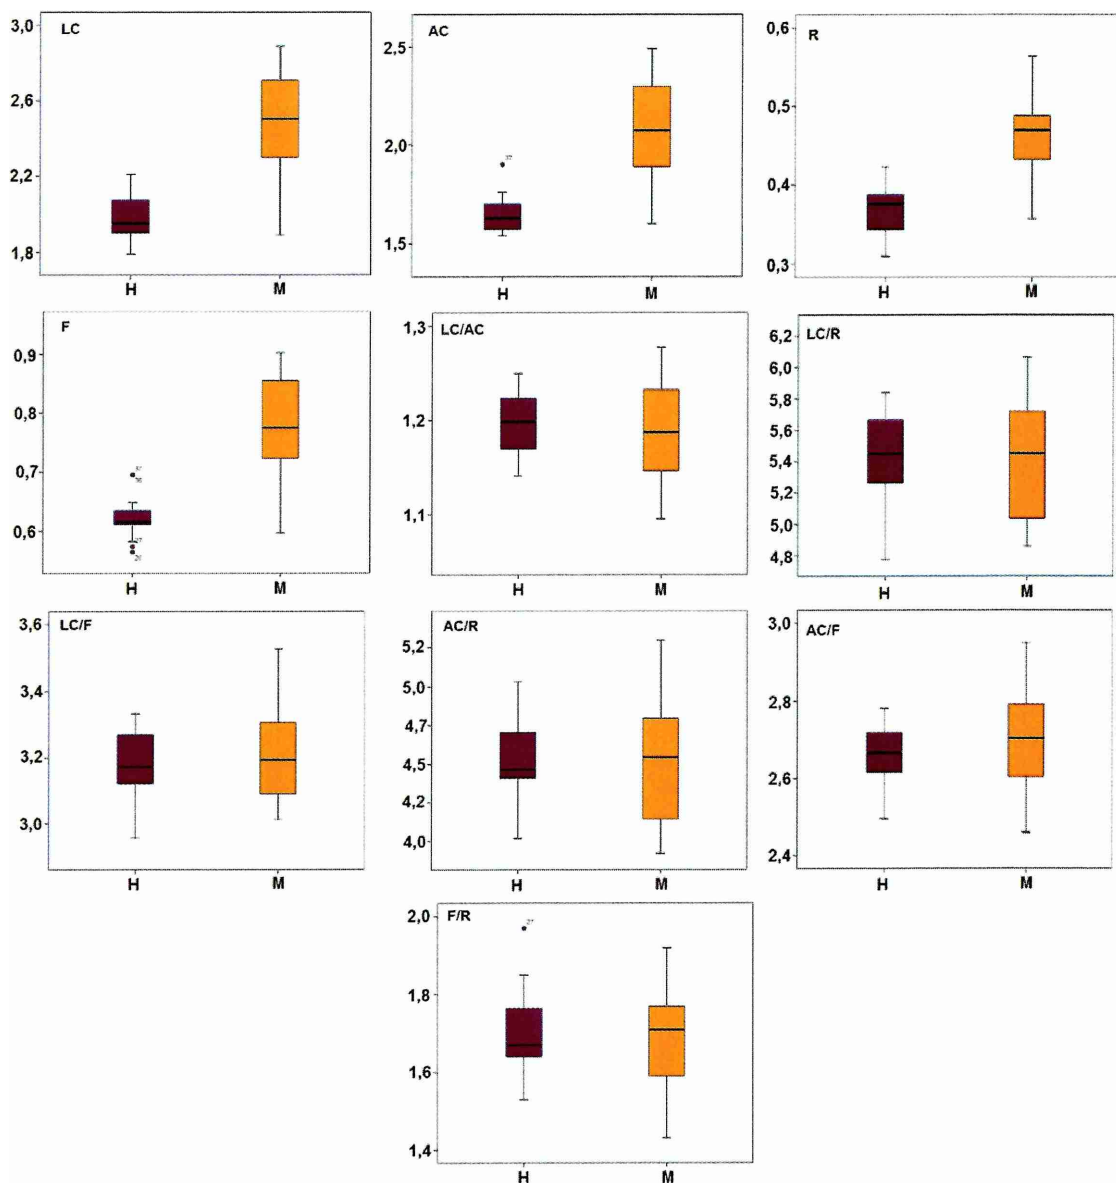 LC
3,0
2,6
2,2
1,8
H M
AC
2,5
2,0
1,5
H M
R
0,6
0,5
0,4
0,3
H M
F
0,9
0,8
0,7
0,6
H M
LC/AC
1,3
1,2
1,1
H M
LC/R
6,2
6,0
5,8
5,6
5,4
5,2
5,0
4,8
H M
LC/F
3,6
3,4
3,2
3,0
H M
AC/R
5,2
5,0
4,7
4,5
4,2
4,0
H M
AC/F
3,0
2,8
2,6
2,4
H M
F/R
2,0
1,8
1,6
1,4
H M